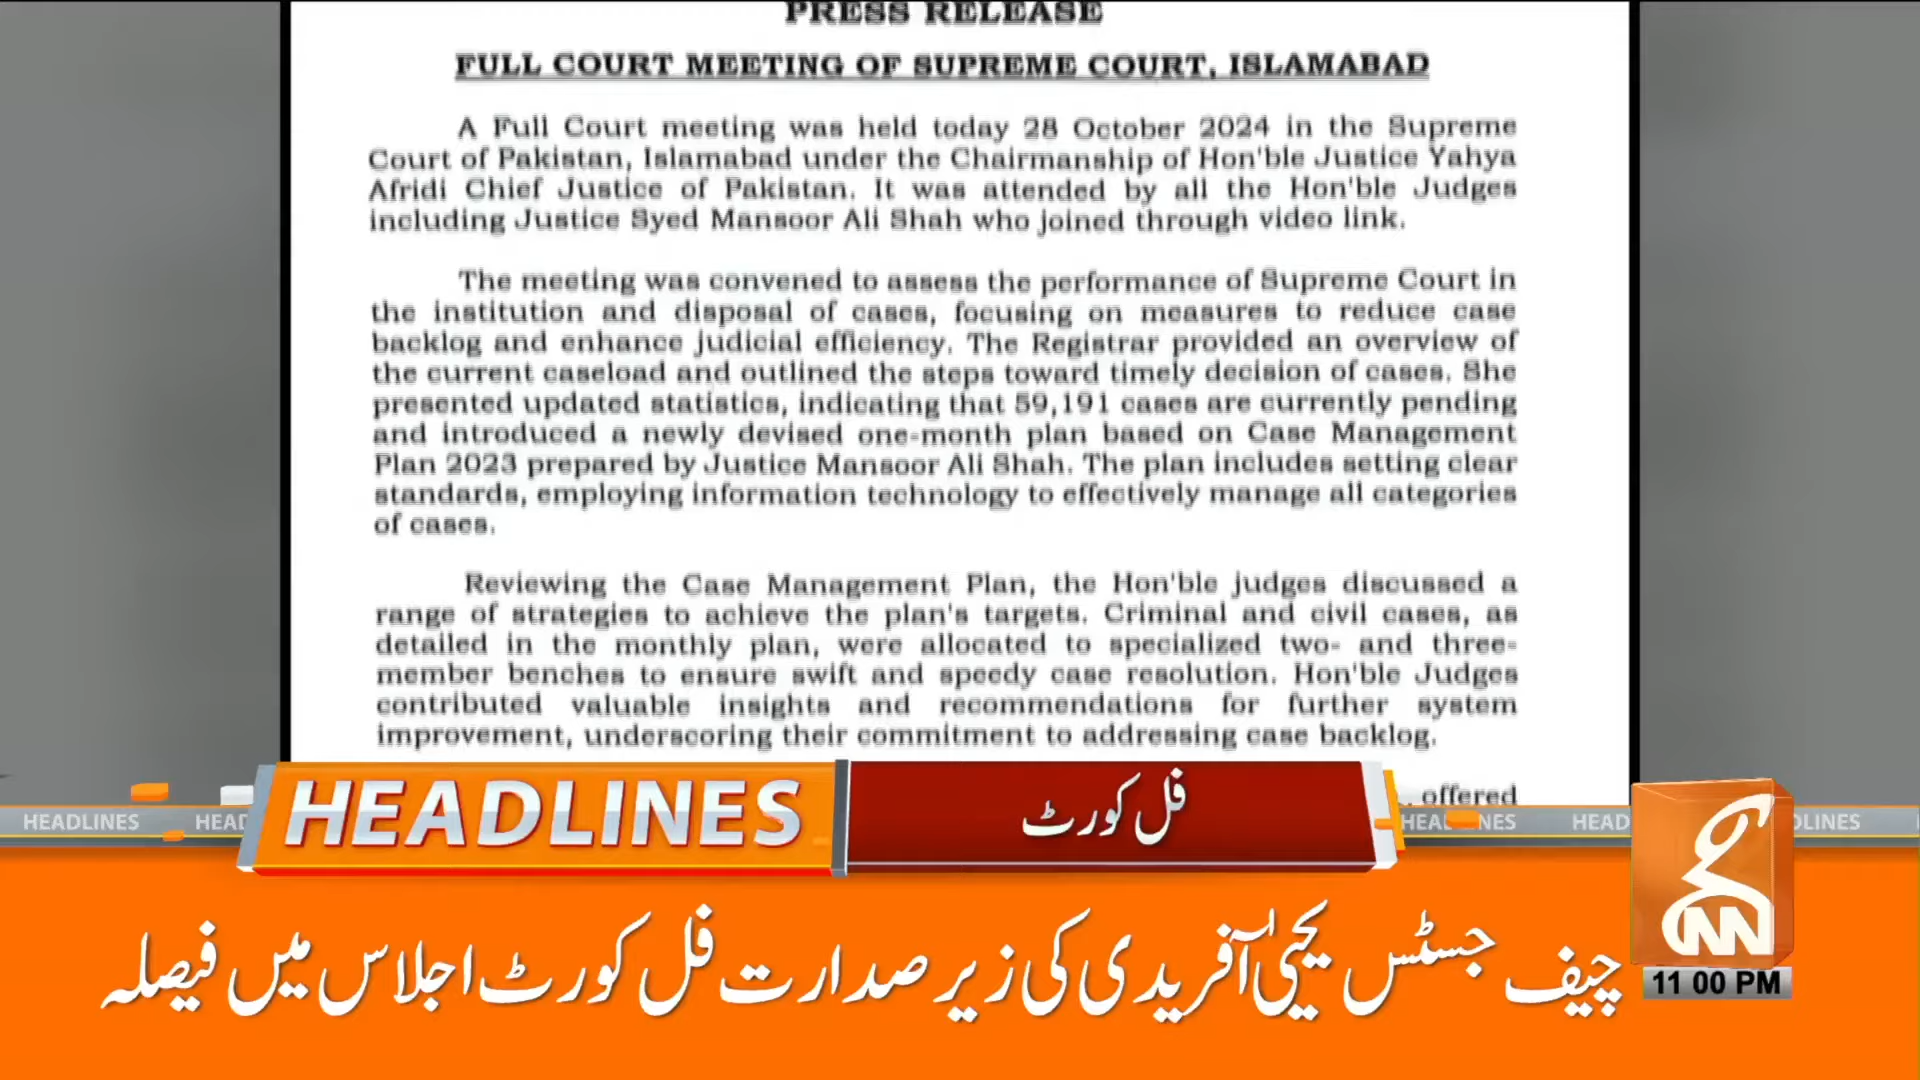 PRESS RELEASE
FULL COURT MEETING OF SUPREME COURT, ISLAMABAD
A Full Court meeting was held today 28 October 2024 in the Supreme
Court of Pakistan, Islamabad under the Chairmanship of Hon'ble Justice Yahya
Afridi Chief Justice of Pakistan. It was attended by all the Hon'ble Judges
including Justice Syed Mansoor Ali Shah who joined through video link.
The meeting was convened to assess the performance of Supreme Court in
the institution and disposal of cases, focusing on measures to reduce case
backlog and enhance judicial efficiency. The Registrar provided an overview of
the current caseload and outlined the steps toward timely decision of cases. She
presented updated statistics, indicating that 59,191 cases are currently pending
and introduced a newly devised one-month plan based on Case Management
Plan 2023 prepared by Justice Mansoor Ali Shah. The plan includes setting clear
standards, employing information technology to effectively manage all categories
of cases.
Reviewing the Case Management Plan, the Hon'ble judges discussed a
range of strategies to achieve the plan's targets. Criminal and civil cases, as
detailed in the monthly plan, were allocated to specialized two- and three-
member benches to ensure swift and speedy case resolution. Hon'ble Judges
contributed valuable insights and recommendations for further system
improvement, underscoring their commitment to addressing case backlog.
offered
HEADLINES HEAD HEADLINES HEAD DLINES
HEADLINES
فل کورٹ
چیف جسٹس یحییٰ آفریدی کی زیر صدارت فل کورٹ اجلاس میں فیصلہ
GNN
11 00 PM